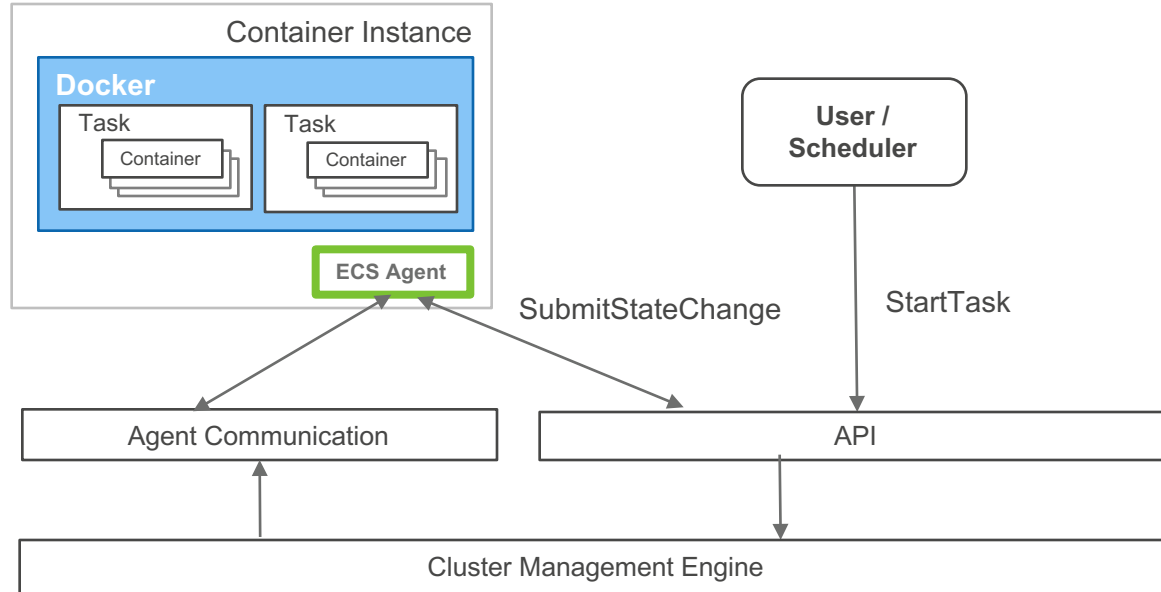 Container Instance
Docker
Task
Task
Container
Container
ECS Agent
User /
Scheduler
SubmitStateChange
StartTask
Agent Communication
API
Cluster Management Engine